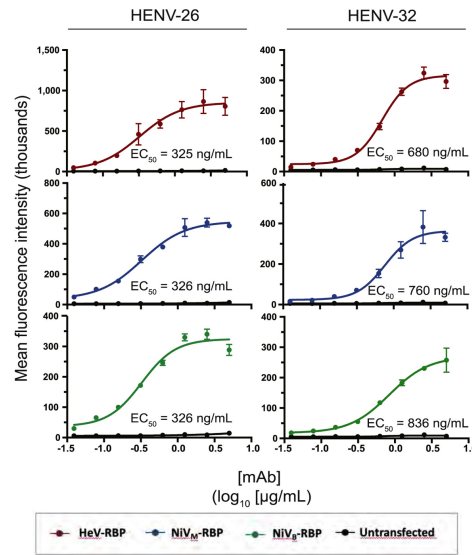 HENV-26 HENV-32
Mean fluorescence intensity (thousands)
1,000
750
500
250
0
EC50 = 325 ng/mL
400
300
200
100
0
EC50 = 680 ng/mL
800
600
400
200
0
EC50 = 326 ng/mL
600
400
200
0
EC50 = 760 ng/mL
400
300
200
100
0
EC50 = 326 ng/mL
400
300
200
100
0
EC50 = 836 ng/mL
-1.5 -1.0 -0.5 0.0 0.5 1.0
-1.5 -1.0 -0.5 0.0 0.5 1.
[mAb]
(log10 [µg/mL)
HeV-RBP NiVM-RBP NiVB-RBP Untransfected